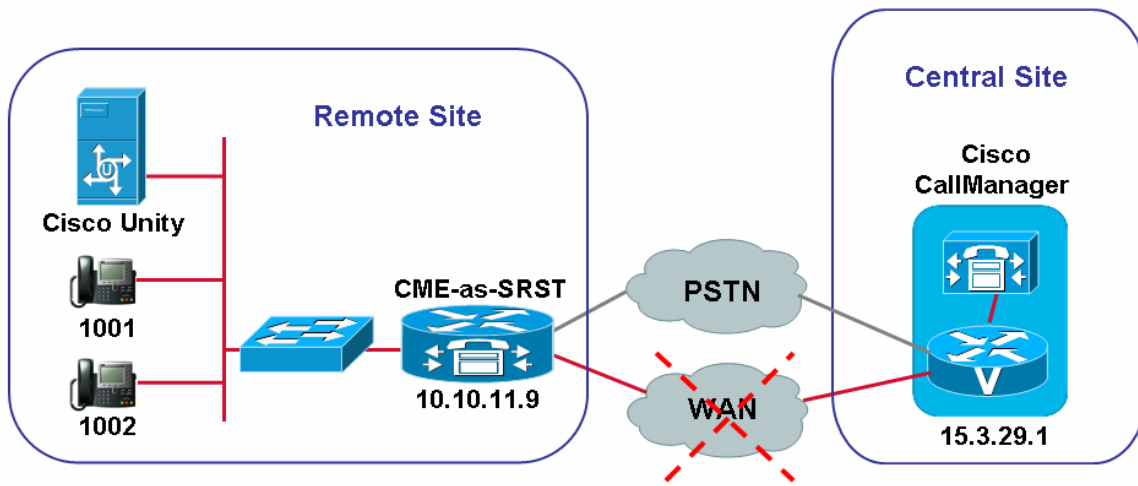 Remote Site
Cisco Unity
1001
1002
CME-as-SRST
10.10.11.9
PSTN
WAN
Central Site
Cisco
CallManager
V
15.3.29.1
U